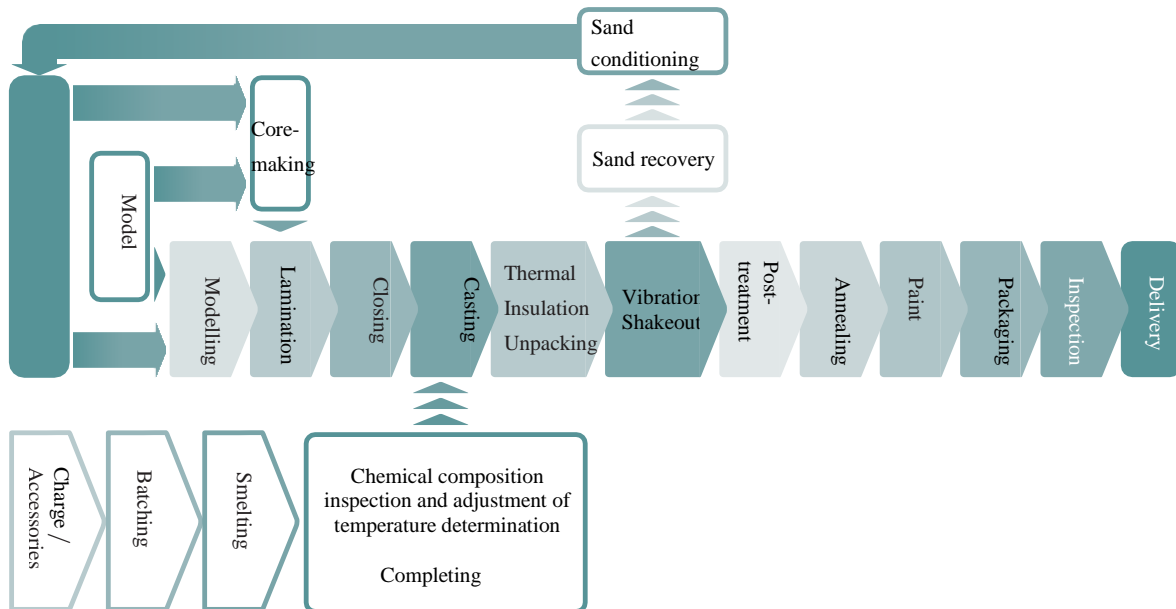 Sand
conditioning
Core-
making
Sand recovery
Model
Modelling
Lamination
Closing
Casting
Thermal
Insulation
Unpacking
Vibration
Shakeout
Post-
treatment
Annealing
Paint
Packaging
Inspection
Delivery
Charge /
Accessories
Batching
Smelting
Chemical composition
inspection and adjustment of
temperature determination
Completing